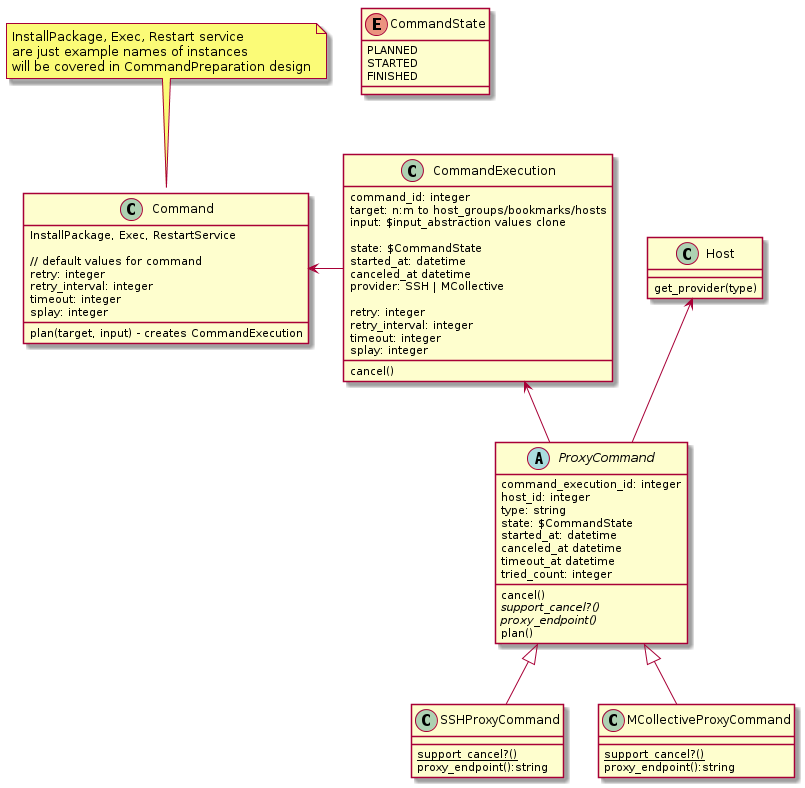 InstallPackage, Exec, Restart service
are just example names of instances
will be covered in CommandPreparation design
E CommandState
PLANNED
STARTED
FINISHED
C Command
InstallPackage, Exec, RestartService
// default values for command
retry: integer
retry_interval: integer
timeout: integer
splay: integer
plan(target, input) - creates CommandExecution
C CommandExecution
command_id: integer
target: n:m to host_groups/bookmarks/hosts
input: $input_abstraction values clone
state: $CommandState
started_at: datetime
canceled_at datetime
provider: SSH | MCollective
retry: integer
retry_interval: integer
timeout: integer
splay: integer
cancel()
C Host
get_provider(type)
A ProxyCommand
command_execution_id: integer
host_id: integer
type: string
state: $CommandState
started_at: datetime
canceled_at datetime
timeout_at datetime
tried_count: integer
cancel()
support_cancel?()
proxy_endpoint()
plan()
C SSHProxyCommand
support_cancel?()
proxy_endpoint():string
C MCollectiveProxyCommand
support_cancel?()
proxy_endpoint():string